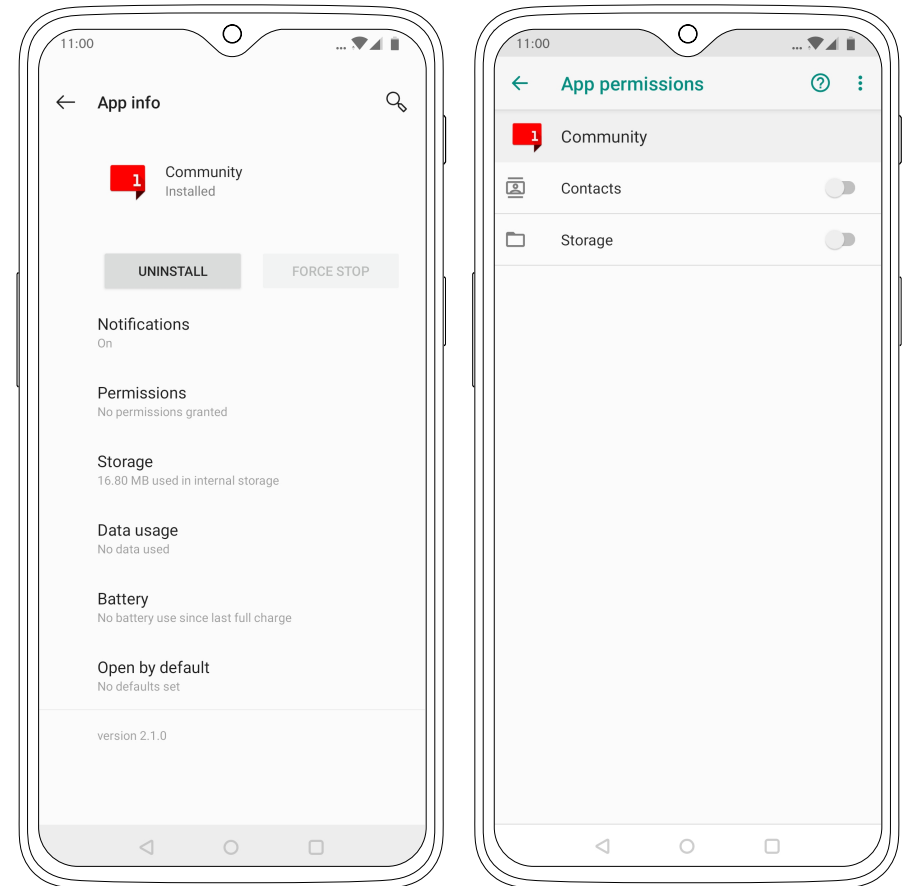 11:00
App info
1
Community
Installed
UNINSTALL
FORCE STOP
Notifications
On
Permissions
No permissions granted
Storage
16.80 MB used in internal storage
Data usage
No data used
Battery
No battery use since last full charge
Open by default
No defaults set
version 2.1.0
11:00
App permissions
?
1
Community
Contacts
Storage